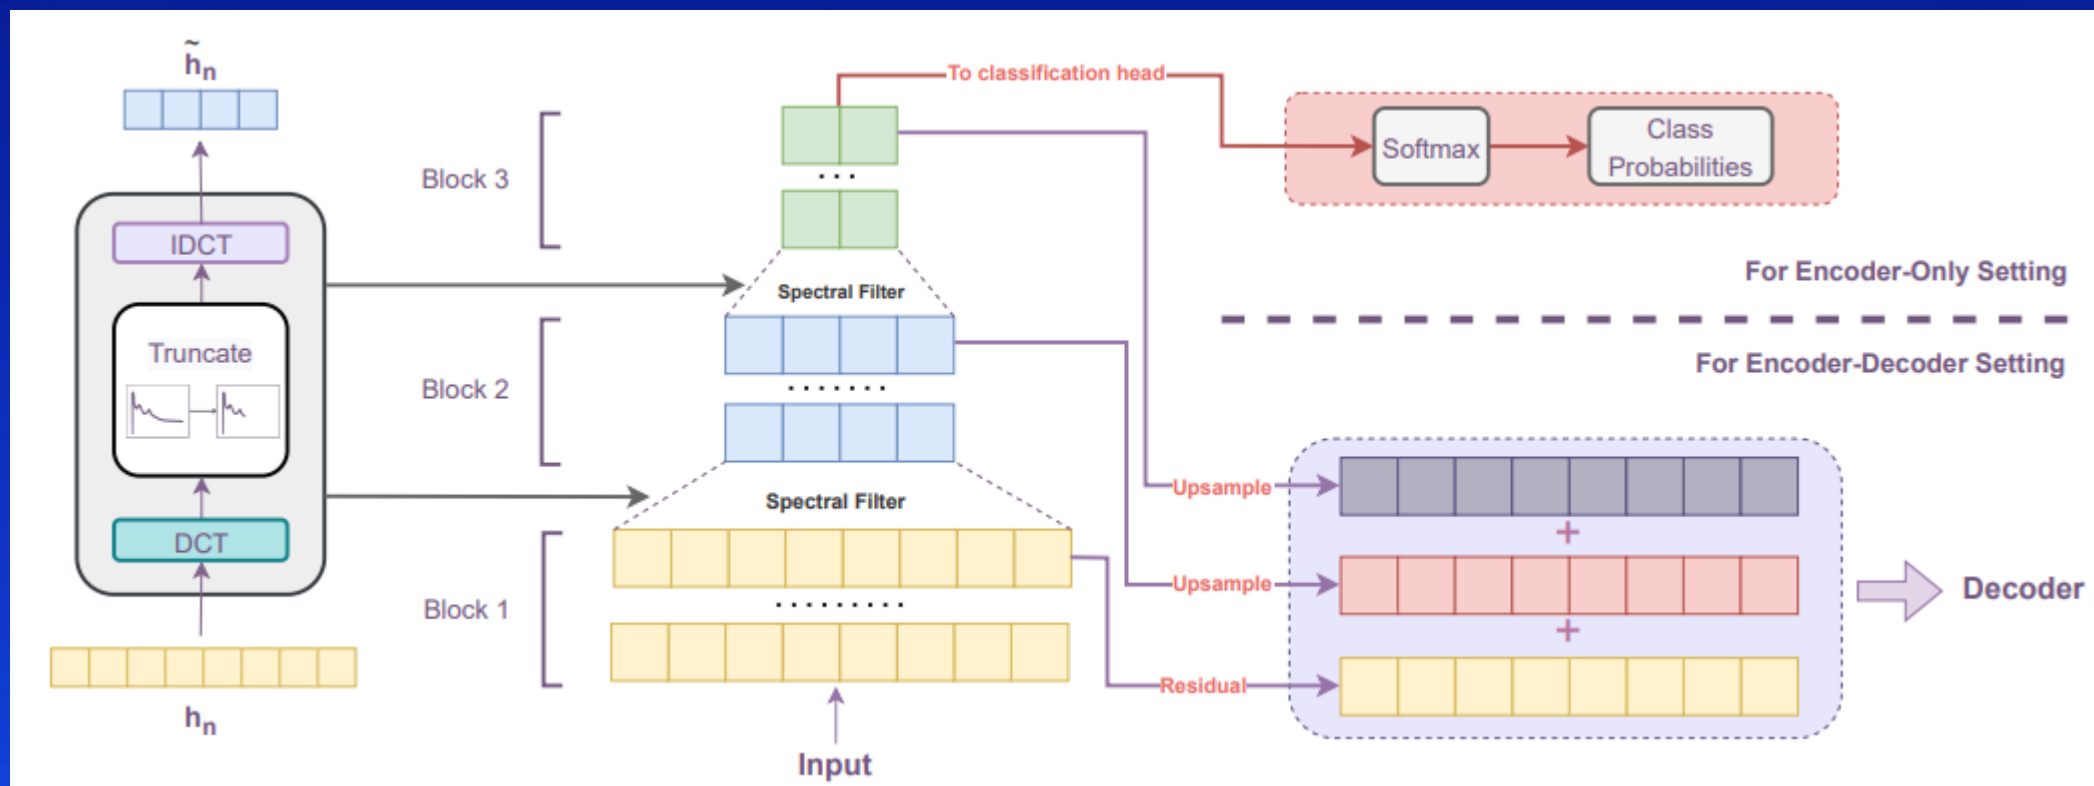 h̃n
IDCT
Truncate
DCT
hn
Block 3
Block 2
Block 1
Spectral Filter
Spectral Filter
Input
To classification head
Softmax
Class
Probabilities
For Encoder-Only Setting
For Encoder-Decoder Setting
Upsample
+
Upsample
+
Residual
Decoder